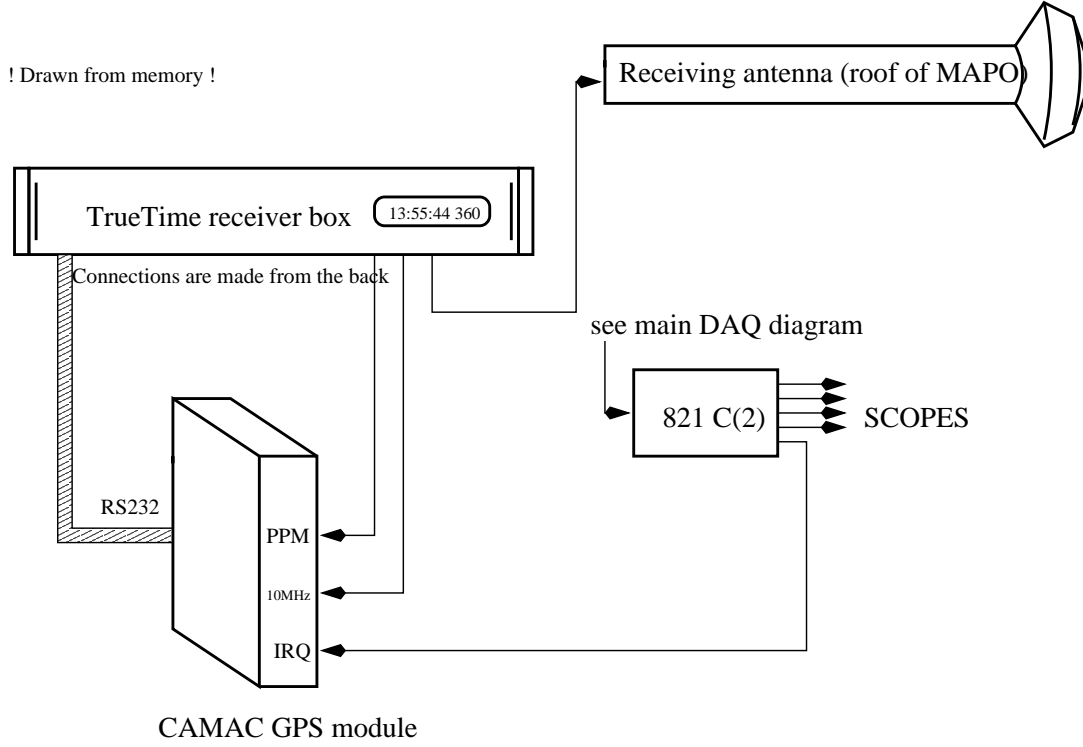 ! Drawn from memory !
Receiving antenna (roof of MAPO)
TrueTime receiver box
13:55:44 360
Connections are made from the back
see main DAQ diagram
821 C(2)
SCOPES
RS232
PPM
10MHz
IRQ
CAMAC GPS module